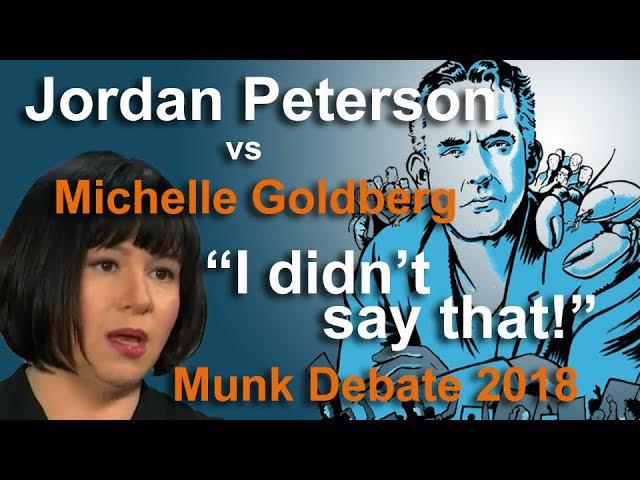 Jordan Peterson
vs
Michelle Goldberg
“I didn’t
say that!”
Munk Debate 2018